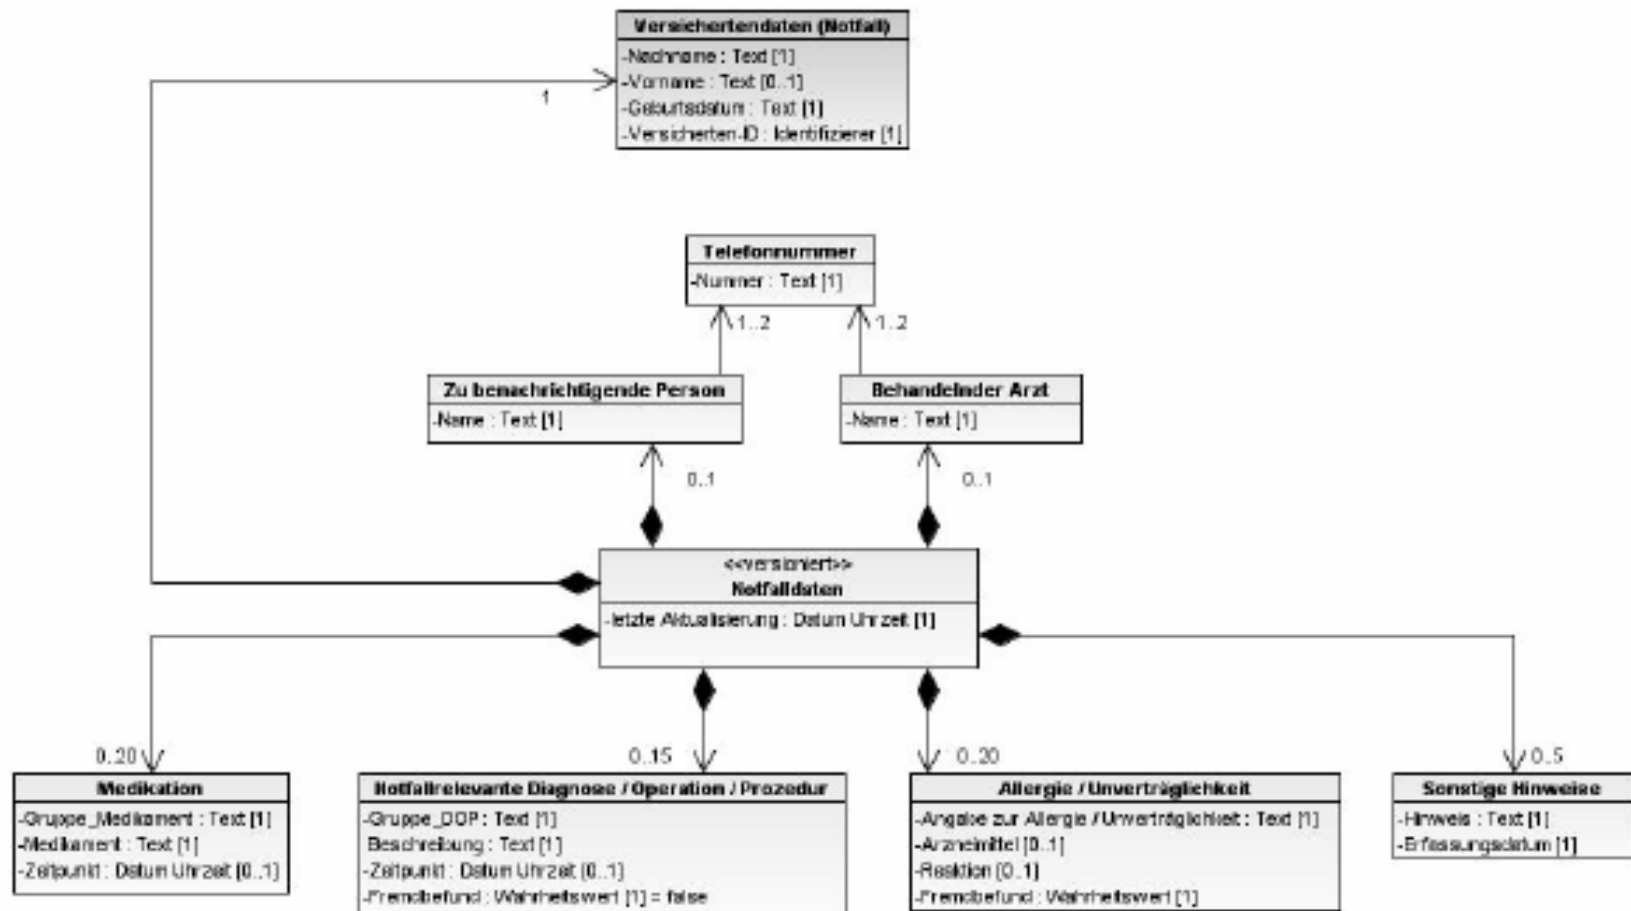 Versichertendaten (Notfall)
-Nachname : Text [1]
-Vorname : Text [0..1]
-Geburtsdatum : Text [1]
-Versicherten-ID : Identifizierer [1]
1
Telefonnummer
-Nummer : Text [1]
1..2
1..2
Zu benachrichtigende Person
-Name : Text [1]
Behandelnder Arzt
-Name : Text [1]
0..1
0..1
<<versioniert>>
Notfalldaten
-letzte Aktualisierung : Datum Uhrzeit [1]
0..20
0..15
0..20
0..5
Medikation
-Gruppe_Medikament : Text [1]
-Medikament : Text [1]
-Zeitpunkt : Datum Uhrzeit [0..1]
Notfallrelevante Diagnose / Operation / Prozedur
-Gruppe_DOP : Text [1]
Beschreibung : Text [1]
-Zeitpunkt : Datum Uhrzeit [0..1]
-Fremdbefund : Wahrheitswert [1] = false
Allergie / Unverträglichkeit
-Angabe zur Allergie / Unverträglichkeit : Text [1]
-Arzneimittel [0..1]
-Reaktion [0..1]
-Fremdbefund : Wahrheitswert [1]
Sonstige Hinweise
-Hinweis : Text [1]
-Erfassungsdatum [1]